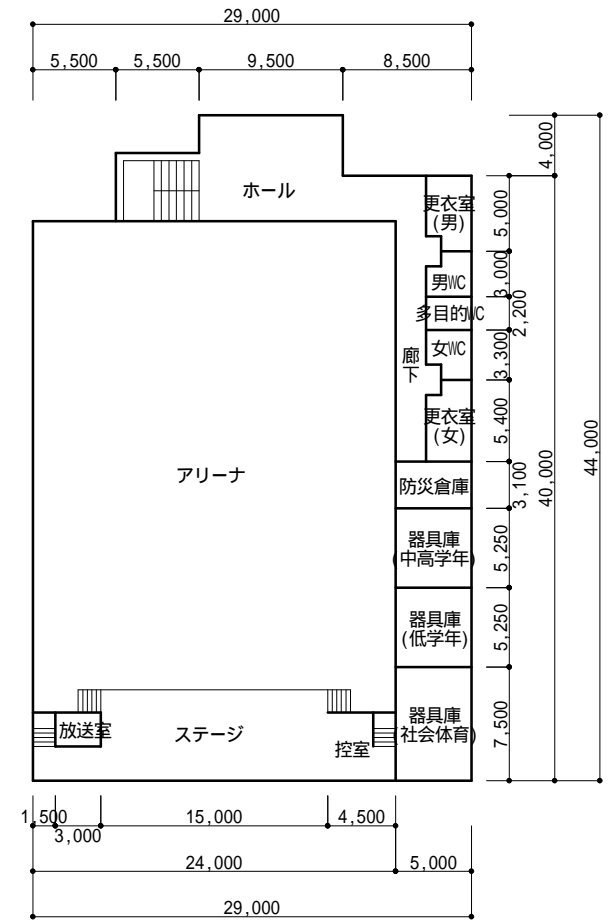 29,000
5,500
5,500
9,500
8,500
4,000
ホール
更衣室
(男)
5,000
男WC
3,000
多目的WC
2,200
女WC
3,300
廊
下
更衣室
(女)
5,400
44,000
40,000
アリーナ
防災倉庫
3,100
器具庫
(中高学年)
5,250
器具庫
(低学年)
5,250
放送室
ステージ
控室
器具庫
(社会体育)
7,500
1,500
3,000
15,000
4,500
24,000
5,000
29,000